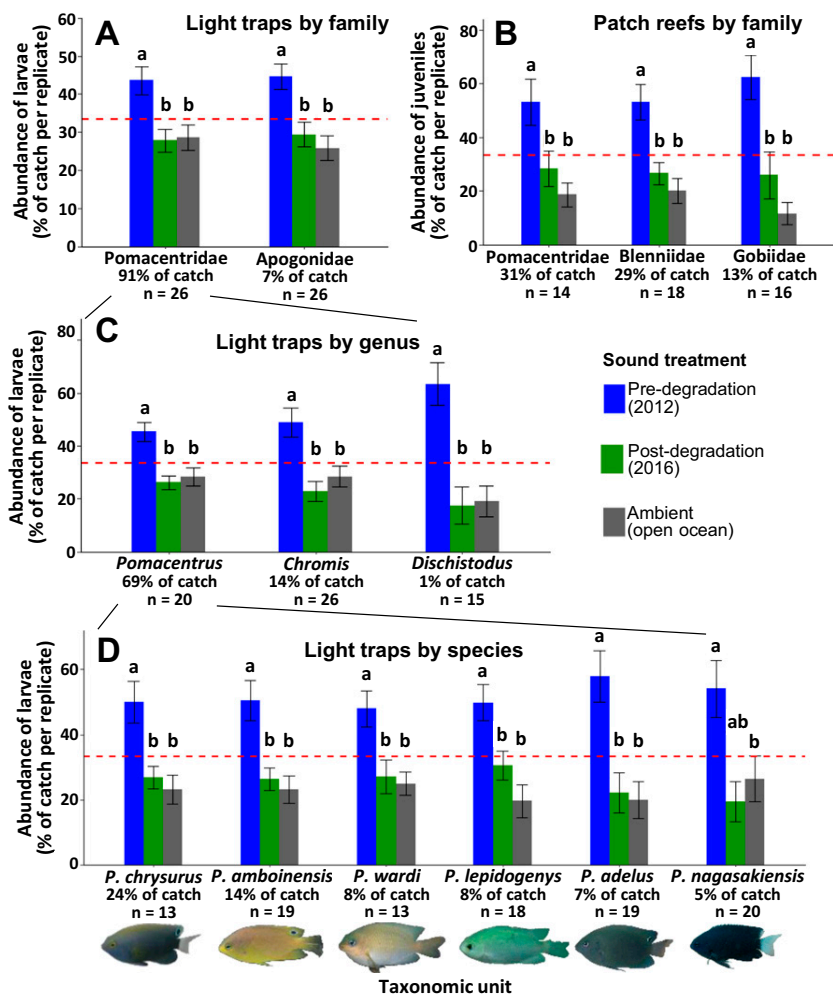 A Light traps by family
Abundance of larvae
(% of catch per replicate)
60
50
40
30
20
10
0
a b b
a b b
Pomacentridae
91% of catch
n = 26
Apogonidae
7% of catch
n = 26
B Patch reefs by family
Abundance of juveniles
(% of catch per replicate)
80
60
40
20
0
a b b
a b b
a b b
Pomacentridae
31% of catch
n = 14
Blenniidae
29% of catch
n = 18
Gobiidae
13% of catch
n = 16
C Light traps by genus
Abundance of larvae
(% of catch per replicate)
80
60
40
20
0
a b b
a b b
a b b
Pomacentrus
69% of catch
n = 20
Chromis
14% of catch
n = 26
Dischistodus
1% of catch
n = 15
Sound treatment
Pre-degradation
(2012)
Post-degradation
(2016)
Ambient
(open ocean)
D Light traps by species
Abundance of larvae
(% of catch per replicate)
60
40
20
0
a b b
a b b
a b b
a b b
a b b
a ab b
P. chrysurus
24% of catch
n = 13
P. amboinensis
14% of catch
n = 19
P. wardi
8% of catch
n = 13
P. lepidogenys
8% of catch
n = 18
P. adelus
7% of catch
n = 19
P. nagasakiensis
5% of catch
n = 20
Taxonomic unit